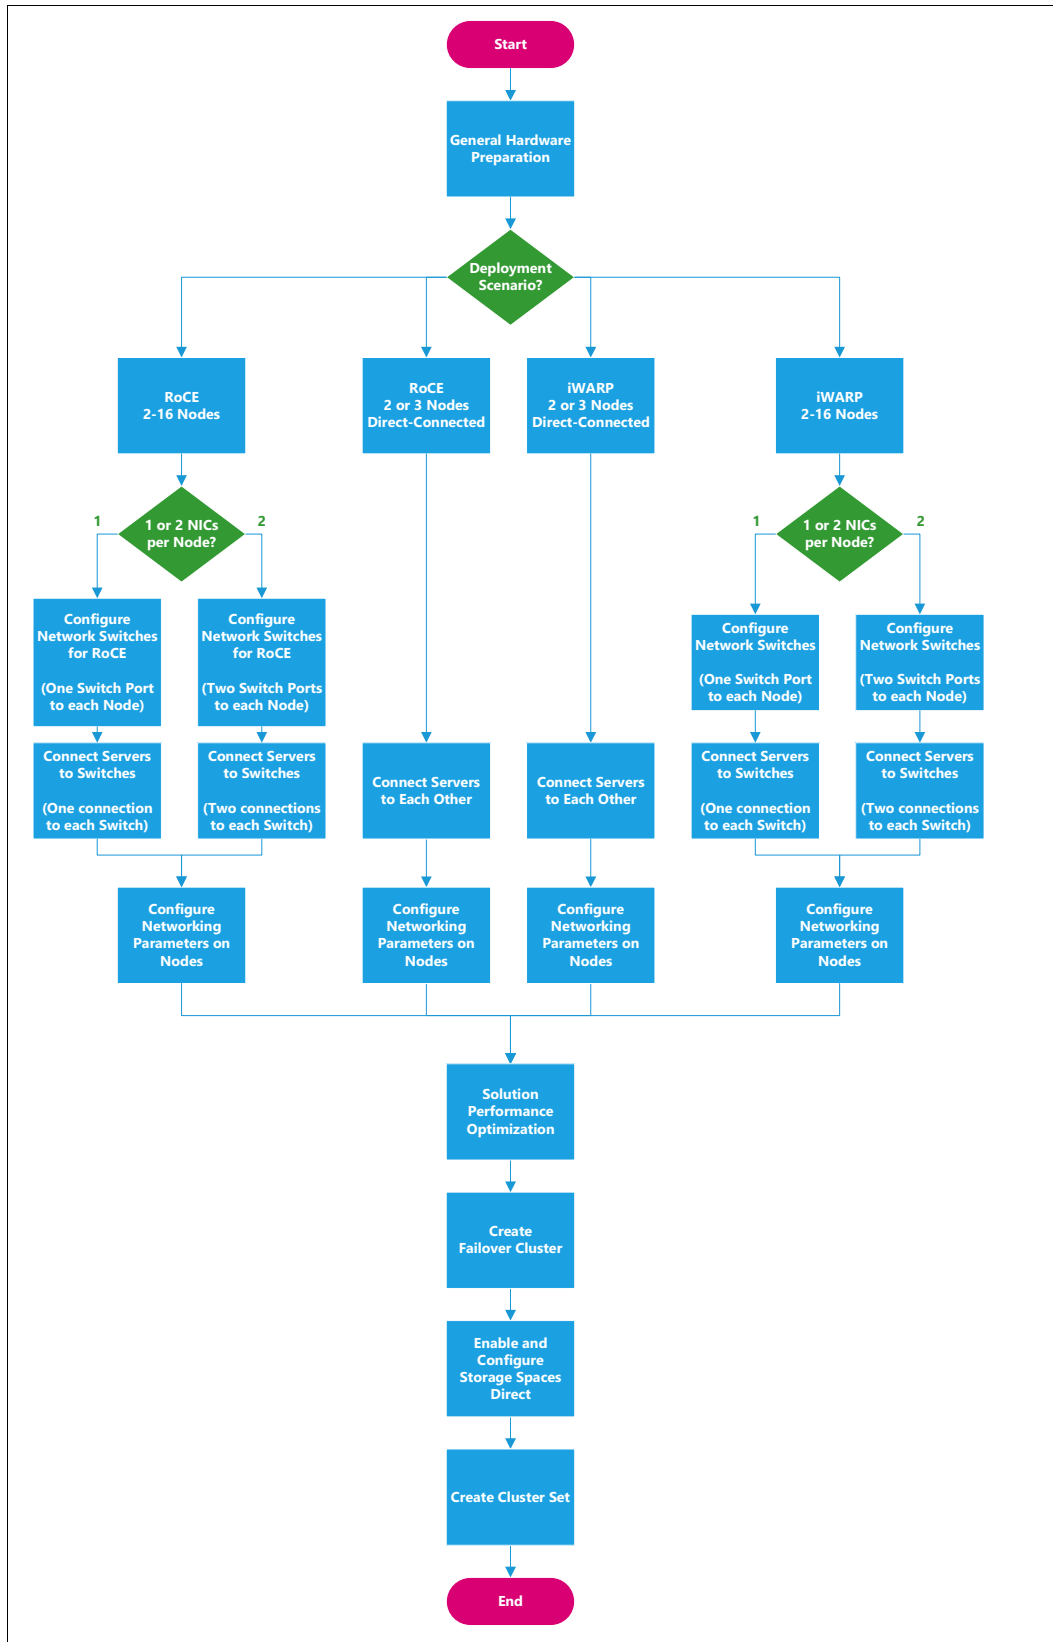 Start
General Hardware
Preparation
Deployment
Scenario?
RoCE
2-16 Nodes
RoCE
2 or 3 Nodes
Direct-Connected
iWARP
2 or 3 Nodes
Direct-Connected
iWARP
2-16 Nodes
1
1 or 2 NICs
per Node?
2
1
1 or 2 NICs
per Node?
2
Configure
Network Switches
for RoCE
(One Switch Port
to each Node)
Configure
Network Switches
for RoCE
(Two Switch Ports
to each Node)
Configure
Network Switches
(One Switch Port
to each Node)
Configure
Network Switches
(Two Switch Ports
to each Node)
Connect Servers
to Switches
(One connection
to each Switch)
Connect Servers
to Switches
(Two connections
to each Switch)
Connect Servers
to Each Other
Connect Servers
to Each Other
Connect Servers
to Switches
(One connection
to each Switch)
Connect Servers
to Switches
(Two connections
to each Switch)
Configure
Networking
Parameters on
Nodes
Configure
Networking
Parameters on
Nodes
Configure
Networking
Parameters on
Nodes
Configure
Networking
Parameters on
Nodes
Solution
Performance
Optimization
Create
Failover Cluster
Enable and
Configure
Storage Spaces
Direct
Create Cluster Set
End